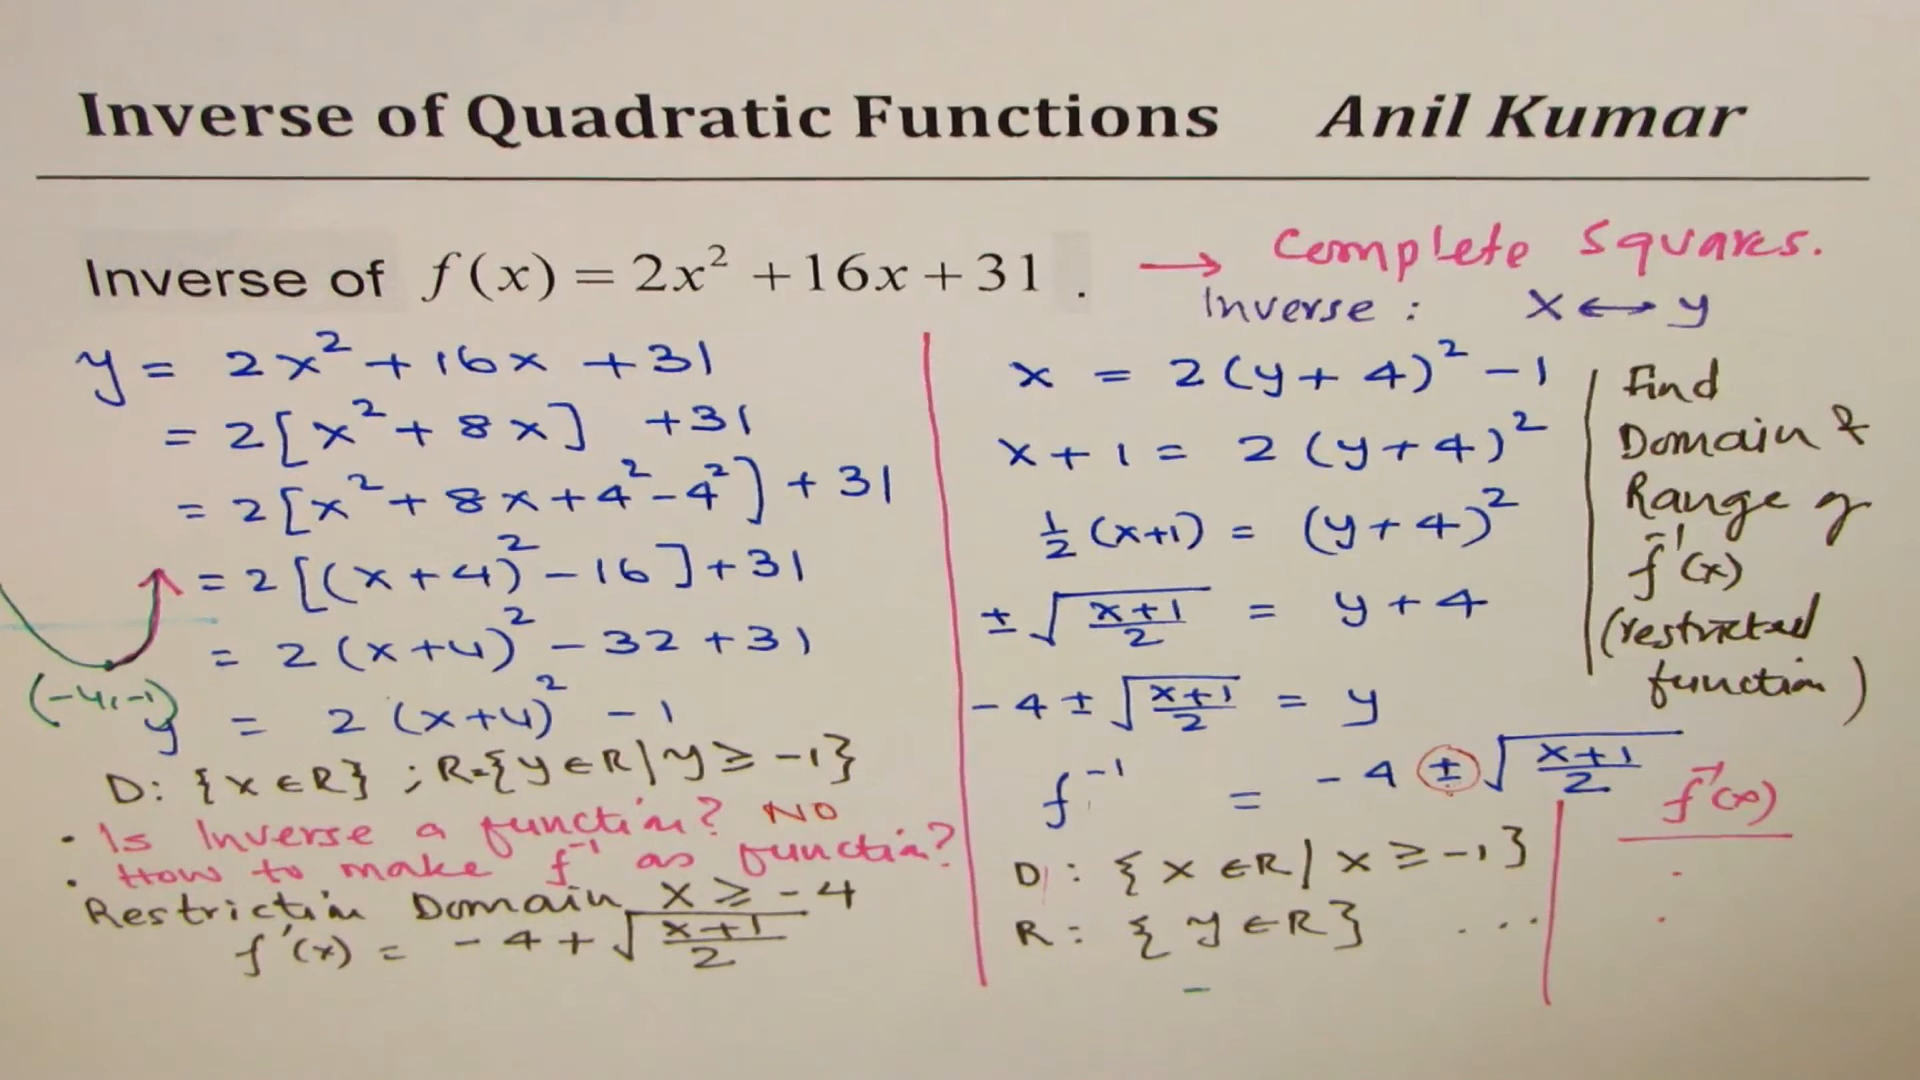 Inverse of Quadratic Functions Anil Kumar
Inverse of f(x) = 2x² + 16x + 31 . → Complete Squares.
y = 2x² + 16x + 31
= 2[x² + 8x] + 31
= 2[x² + 8x + 4² - 4²] + 31
= 2[(x+4)² - 16] + 31
= 2(x+4)² - 32 + 31
(-4,-1)
y = 2(x+4)² - 1
D: {x ∈ R} ; R = {y ∈ R | y ≥ -1}
• Is Inverse a function? NO
• How to make f⁻¹ as function?
Restriction Domain x ≥ -4
f⁻¹(x) = -4 + √((x+1)/2)
Inverse : x ↔ y
x = 2(y+4)² - 1
x + 1 = 2(y+4)²
½(x+1) = (y+4)²
± √((x+1)/2) = y + 4
-4 ± √((x+1)/2) = y
f⁻¹ = -4 ± √((x+1)/2)
D : {x ∈ R | x ≥ -1}
R : {y ∈ R} ...
Find
Domain &
Range of
f⁻¹(x)
(restricted
function)
f⁻¹(x)